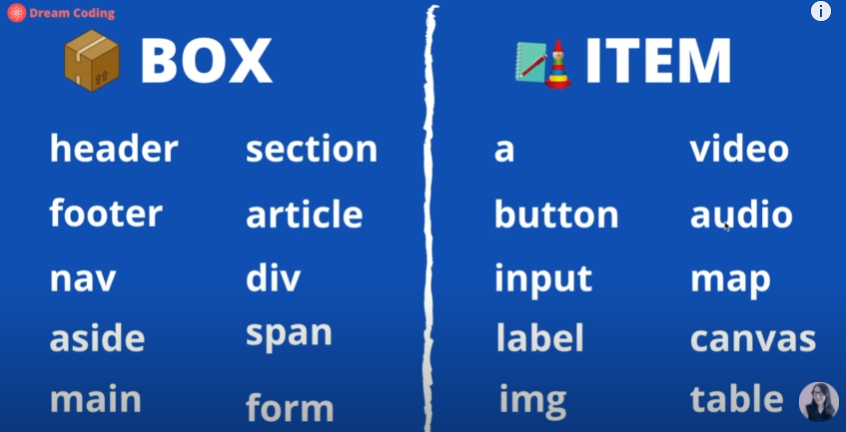 Dream Coding
BOX
header section
footer article
nav div
aside span
main form
ITEM
a video
button audio
input map
label canvas
img table